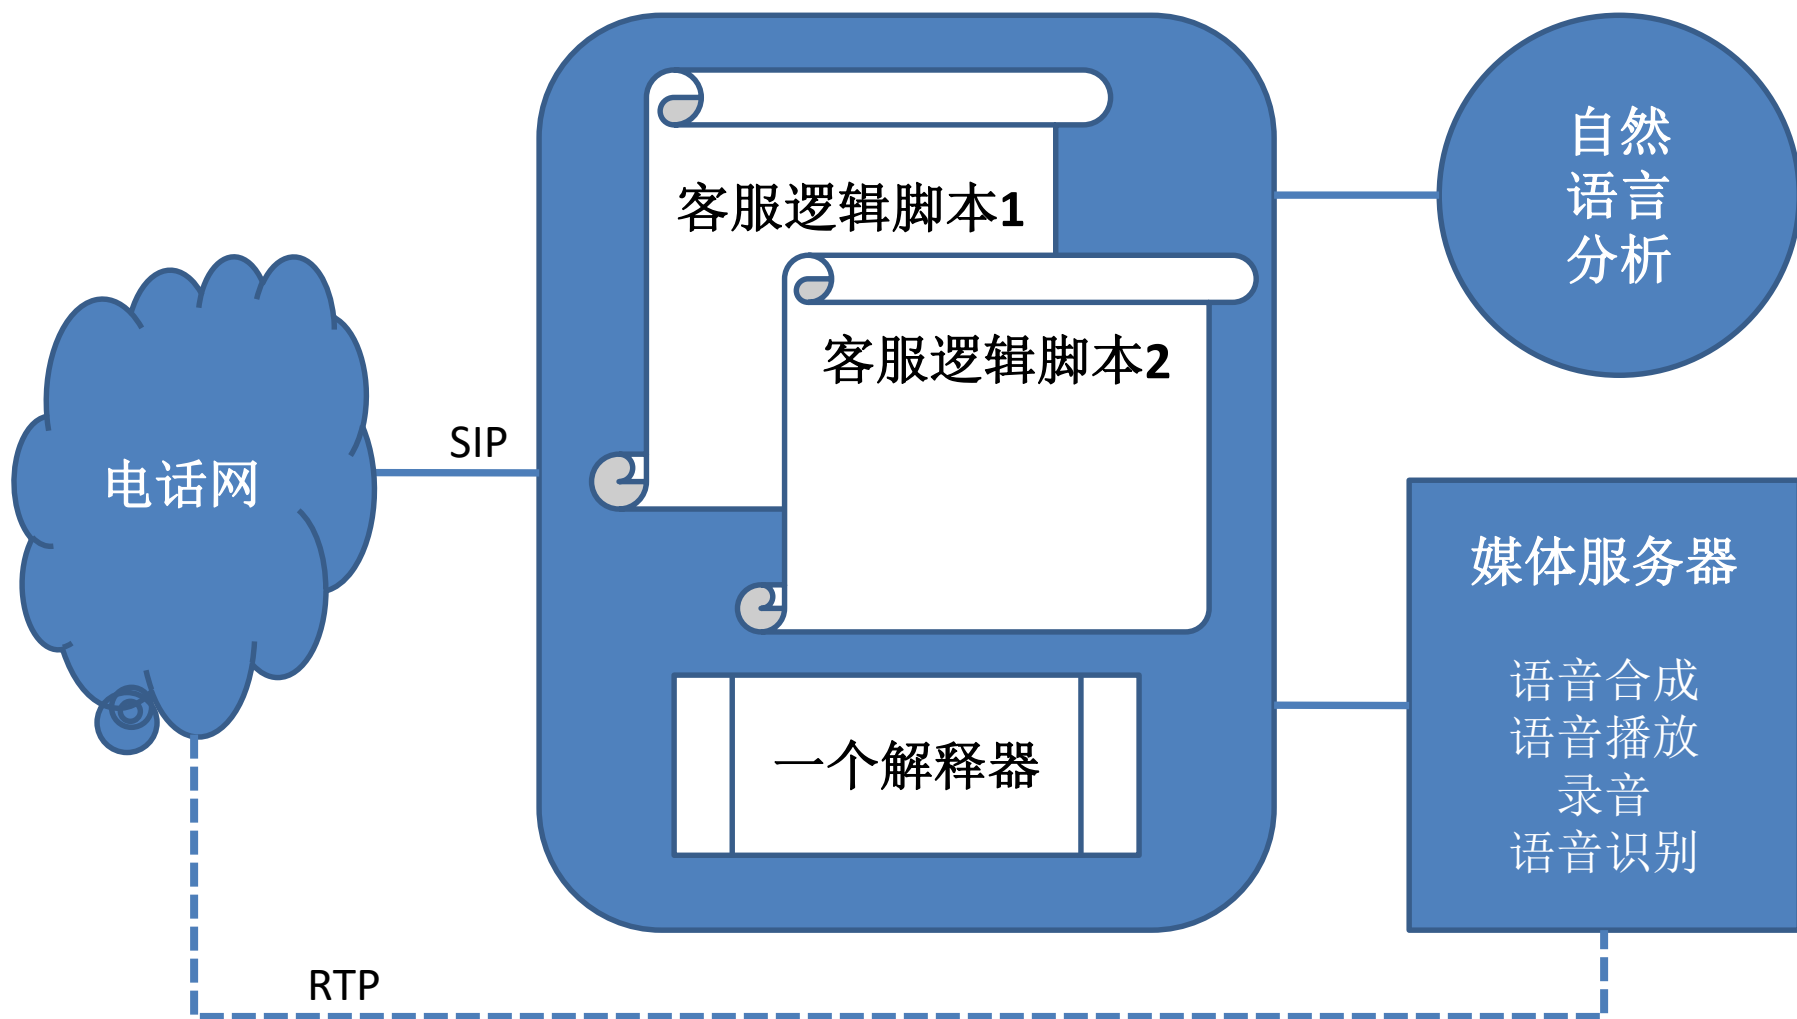 客服逻辑脚本1
客服逻辑脚本2
一个解释器
电话网
SIP
RTP
自然
语言
分析
媒体服务器
语音合成
语音播放
录音
语音识别